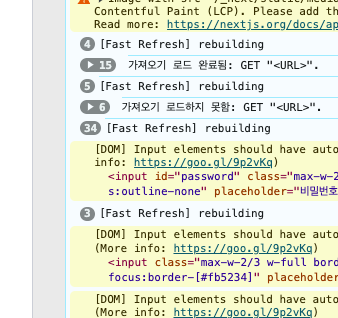 Image with src "/_next/static/media
Contentful Paint (LCP). Please add th
Read more: https://nextjs.org/docs/ap
4 [Fast Refresh] rebuilding
15 가져오기 로드 완료됨: GET "<URL>".
5 [Fast Refresh] rebuilding
6 가져오기 로드하지 못함: GET "<URL>".
34 [Fast Refresh] rebuilding
[DOM] Input elements should have auto
info: https://goo.gl/9p2vKq)
<input id="password" class="max-w-2
s:outline-none" placeholder="비밀번호
3 [Fast Refresh] rebuilding
[DOM] Input elements should have auto
(More info: https://goo.gl/9p2vKq)
<input class="max-w-2/3 w-full bord
focus:border-[#fb5234]" placeholder
[DOM] Input elements should have auto
(More info: https://goo.gl/9p2vKq)